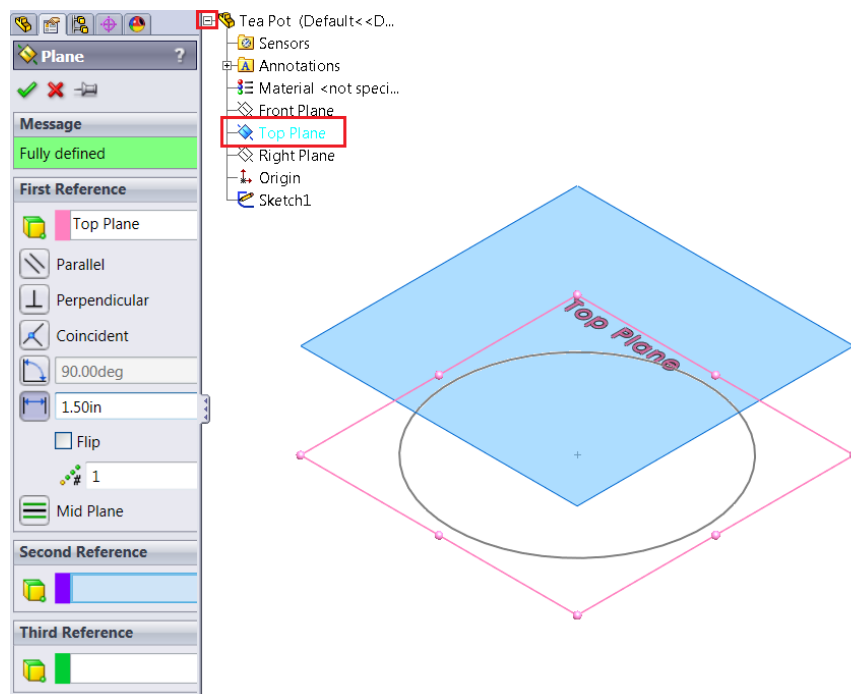 Plane ?
Message
Fully defined
First Reference
Top Plane
Parallel
Perpendicular
Coincident
90.00deg
1.50in
Flip
# 1
Mid Plane
Second Reference
Third Reference
Tea Pot (Default<<D...
Sensors
A Annotations
Material <not speci...
Front Plane
Top Plane
Right Plane
Origin
Sketch1
Top Plane